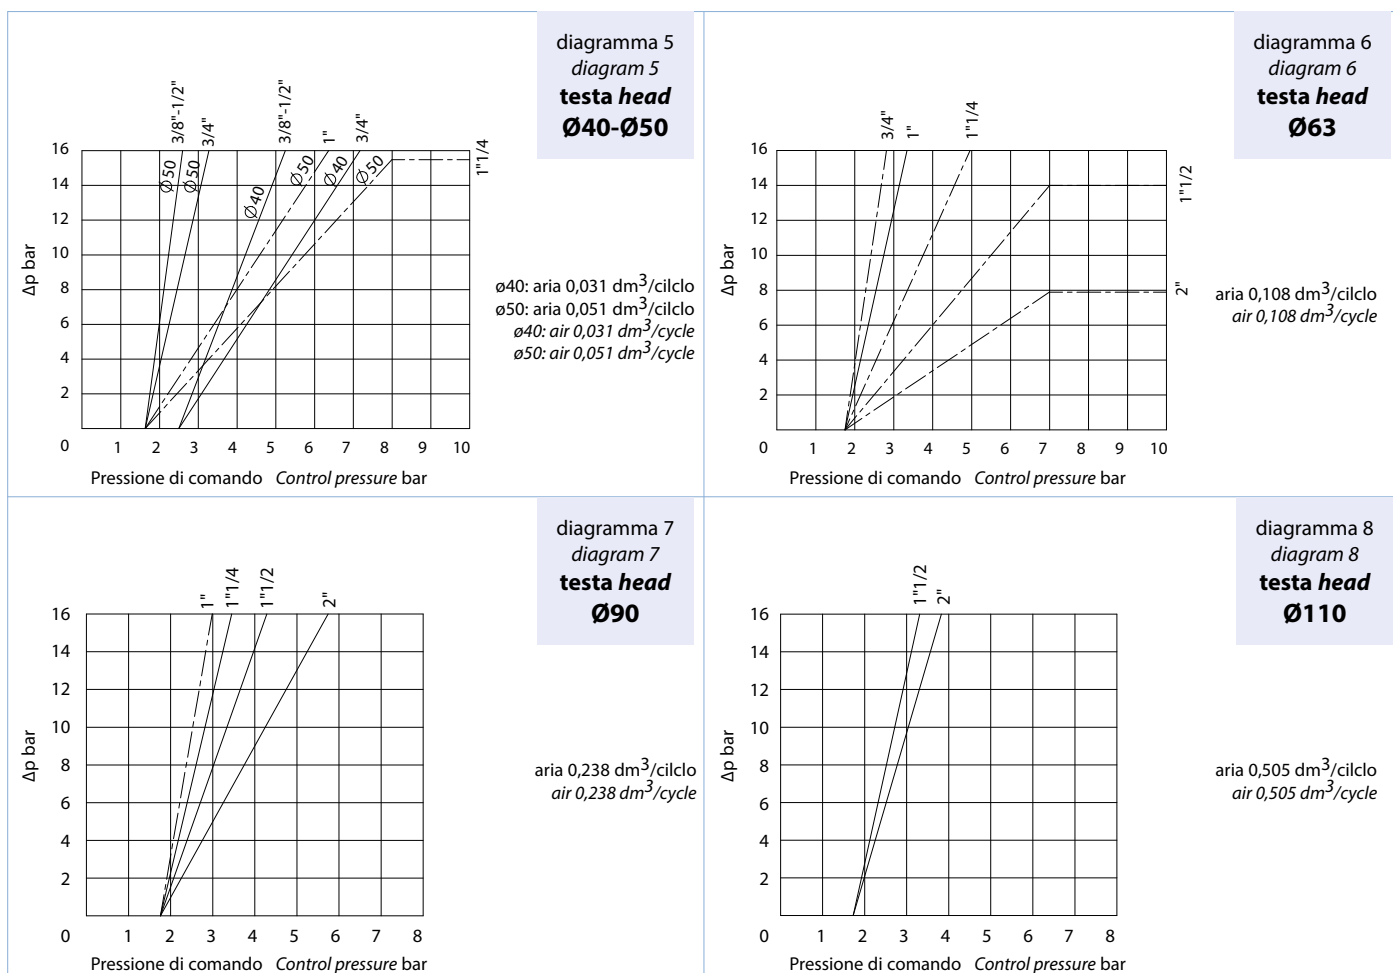 diagramma 5
diagram 5
testa head
Ø40-Ø50
3/8"-1/2"
3/4"
3/8"-1/2"
1"
3/4"
1"1/4
Ø50
Ø50
Ø40
Ø50
Ø40
Ø50
16
14
12
10
8
6
4
2
0
Δp bar
1 2 3 4 5 6 7 8 9 10
Pressione di comando Control pressure bar
ø40: aria 0,031 dm³/cilclo
ø50: aria 0,051 dm³/cilclo
ø40: air 0,031 dm³/cycle
ø50: air 0,051 dm³/cycle
diagramma 6
diagram 6
testa head
Ø63
3/4"
1"
1"1/4
1"1/2
2"
16
14
12
10
8
6
4
2
0
Δp bar
1 2 3 4 5 6 7 8 9 10
Pressione di comando Control pressure bar
aria 0,108 dm³/cilclo
air 0,108 dm³/cycle
diagramma 7
diagram 7
testa head
Ø90
1"
1"1/4
1"1/2
2"
16
14
12
10
8
6
4
2
0
Δp bar
1 2 3 4 5 6 7 8
Pressione di comando Control pressure bar
aria 0,238 dm³/cilclo
air 0,238 dm³/cycle
diagramma 8
diagram 8
testa head
Ø110
1"1/2
2"
16
14
12
10
8
6
4
2
0
Δp bar
1 2 3 4 5 6 7 8
Pressione di comando Control pressure bar
aria 0,505 dm³/cilclo
air 0,505 dm³/cycle